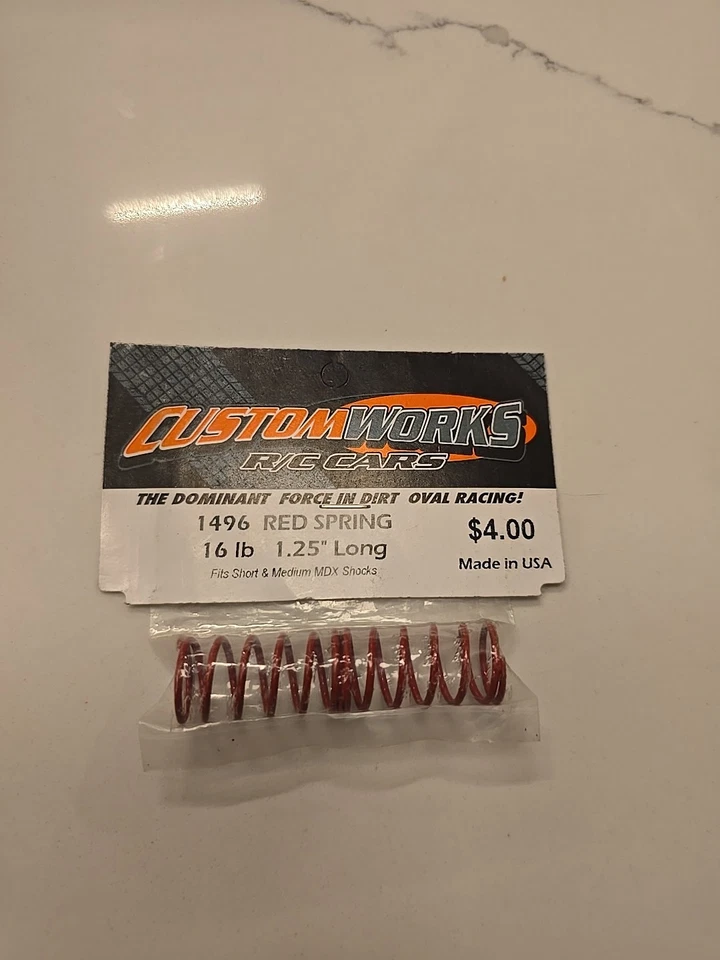 CUSTOMWORKS
R/C CARS
THE DOMINANT FORCE IN DIRT OVAL RACING!
1496 RED SPRING
$4.00
16 lb 1.25" Long
Made in USA
Fits Short & Medium MDX Shocks